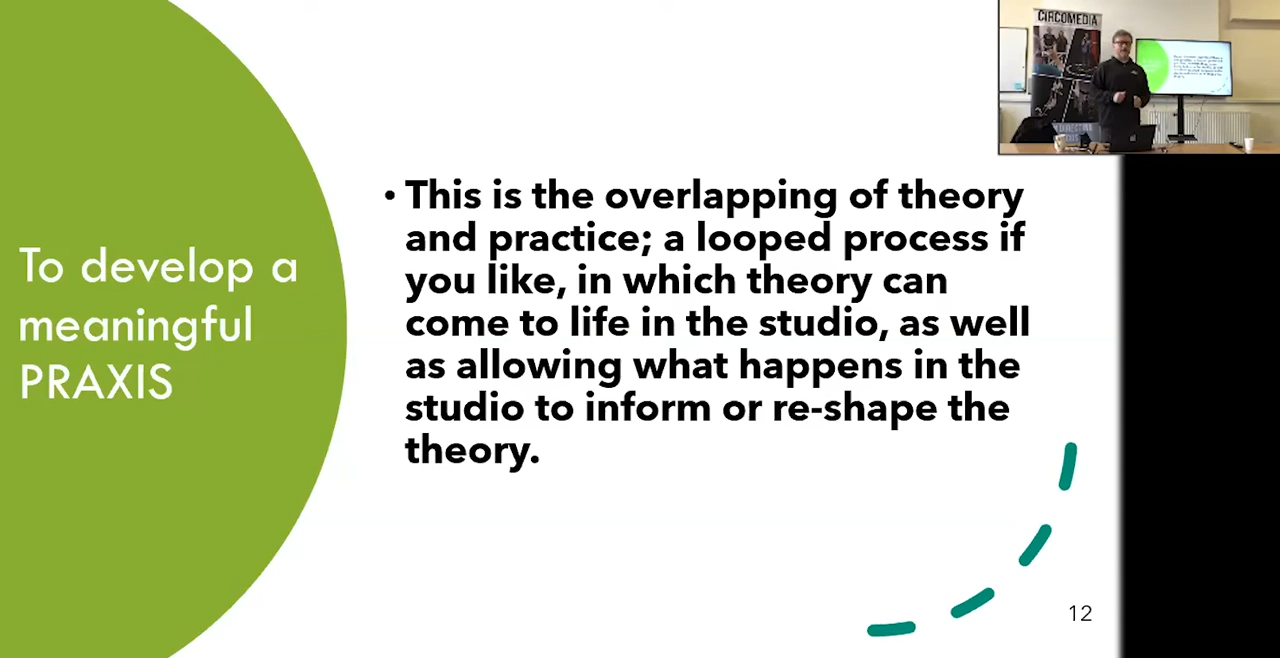 CIRCOMEDIA
To develop a
meaningful
PRAXIS
• This is the overlapping of theory
and practice; a looped process if
you like, in which theory can
come to life in the studio, as well
as allowing what happens in the
studio to inform or re-shape the
theory.
12